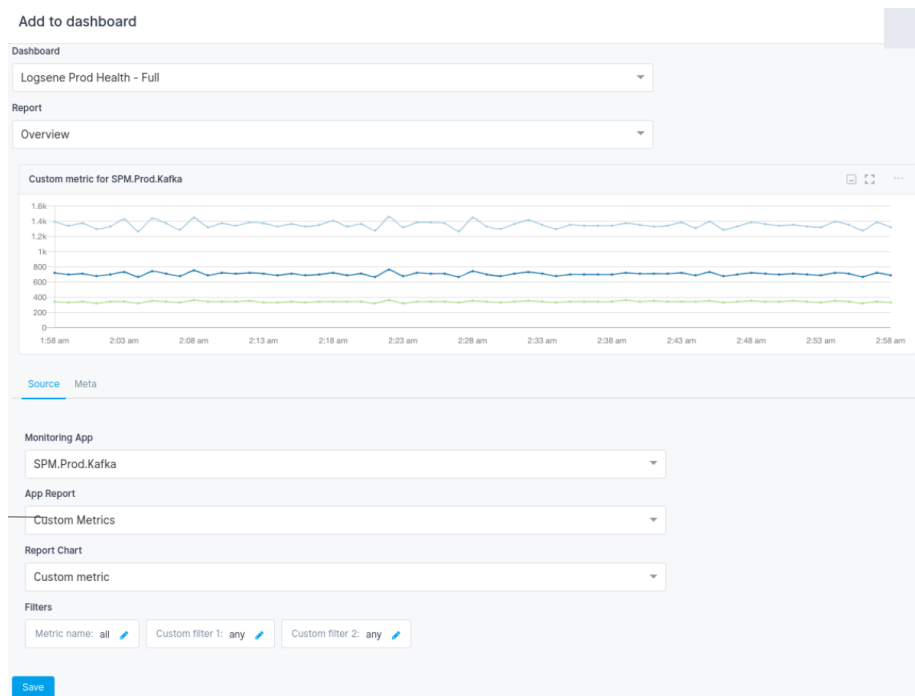 Add to dashboard
Dashboard
Logsene Prod Health - Full
Report
Overview
Custom metric for SPM.Prod.Kafka
1.6k
1.4k
1.2k
1k
800
600
400
200
0
1:58 am 2:03 am 2:08 am 2:13 am 2:18 am 2:23 am 2:28 am 2:33 am 2:38 am 2:43 am 2:48 am 2:53 am 2:58 am
Source Meta
Monitoring App
SPM.Prod.Kafka
App Report
Custom Metrics
Report Chart
Custom metric
Filters
Metric name: all Custom filter 1: any Custom filter 2: any
Save